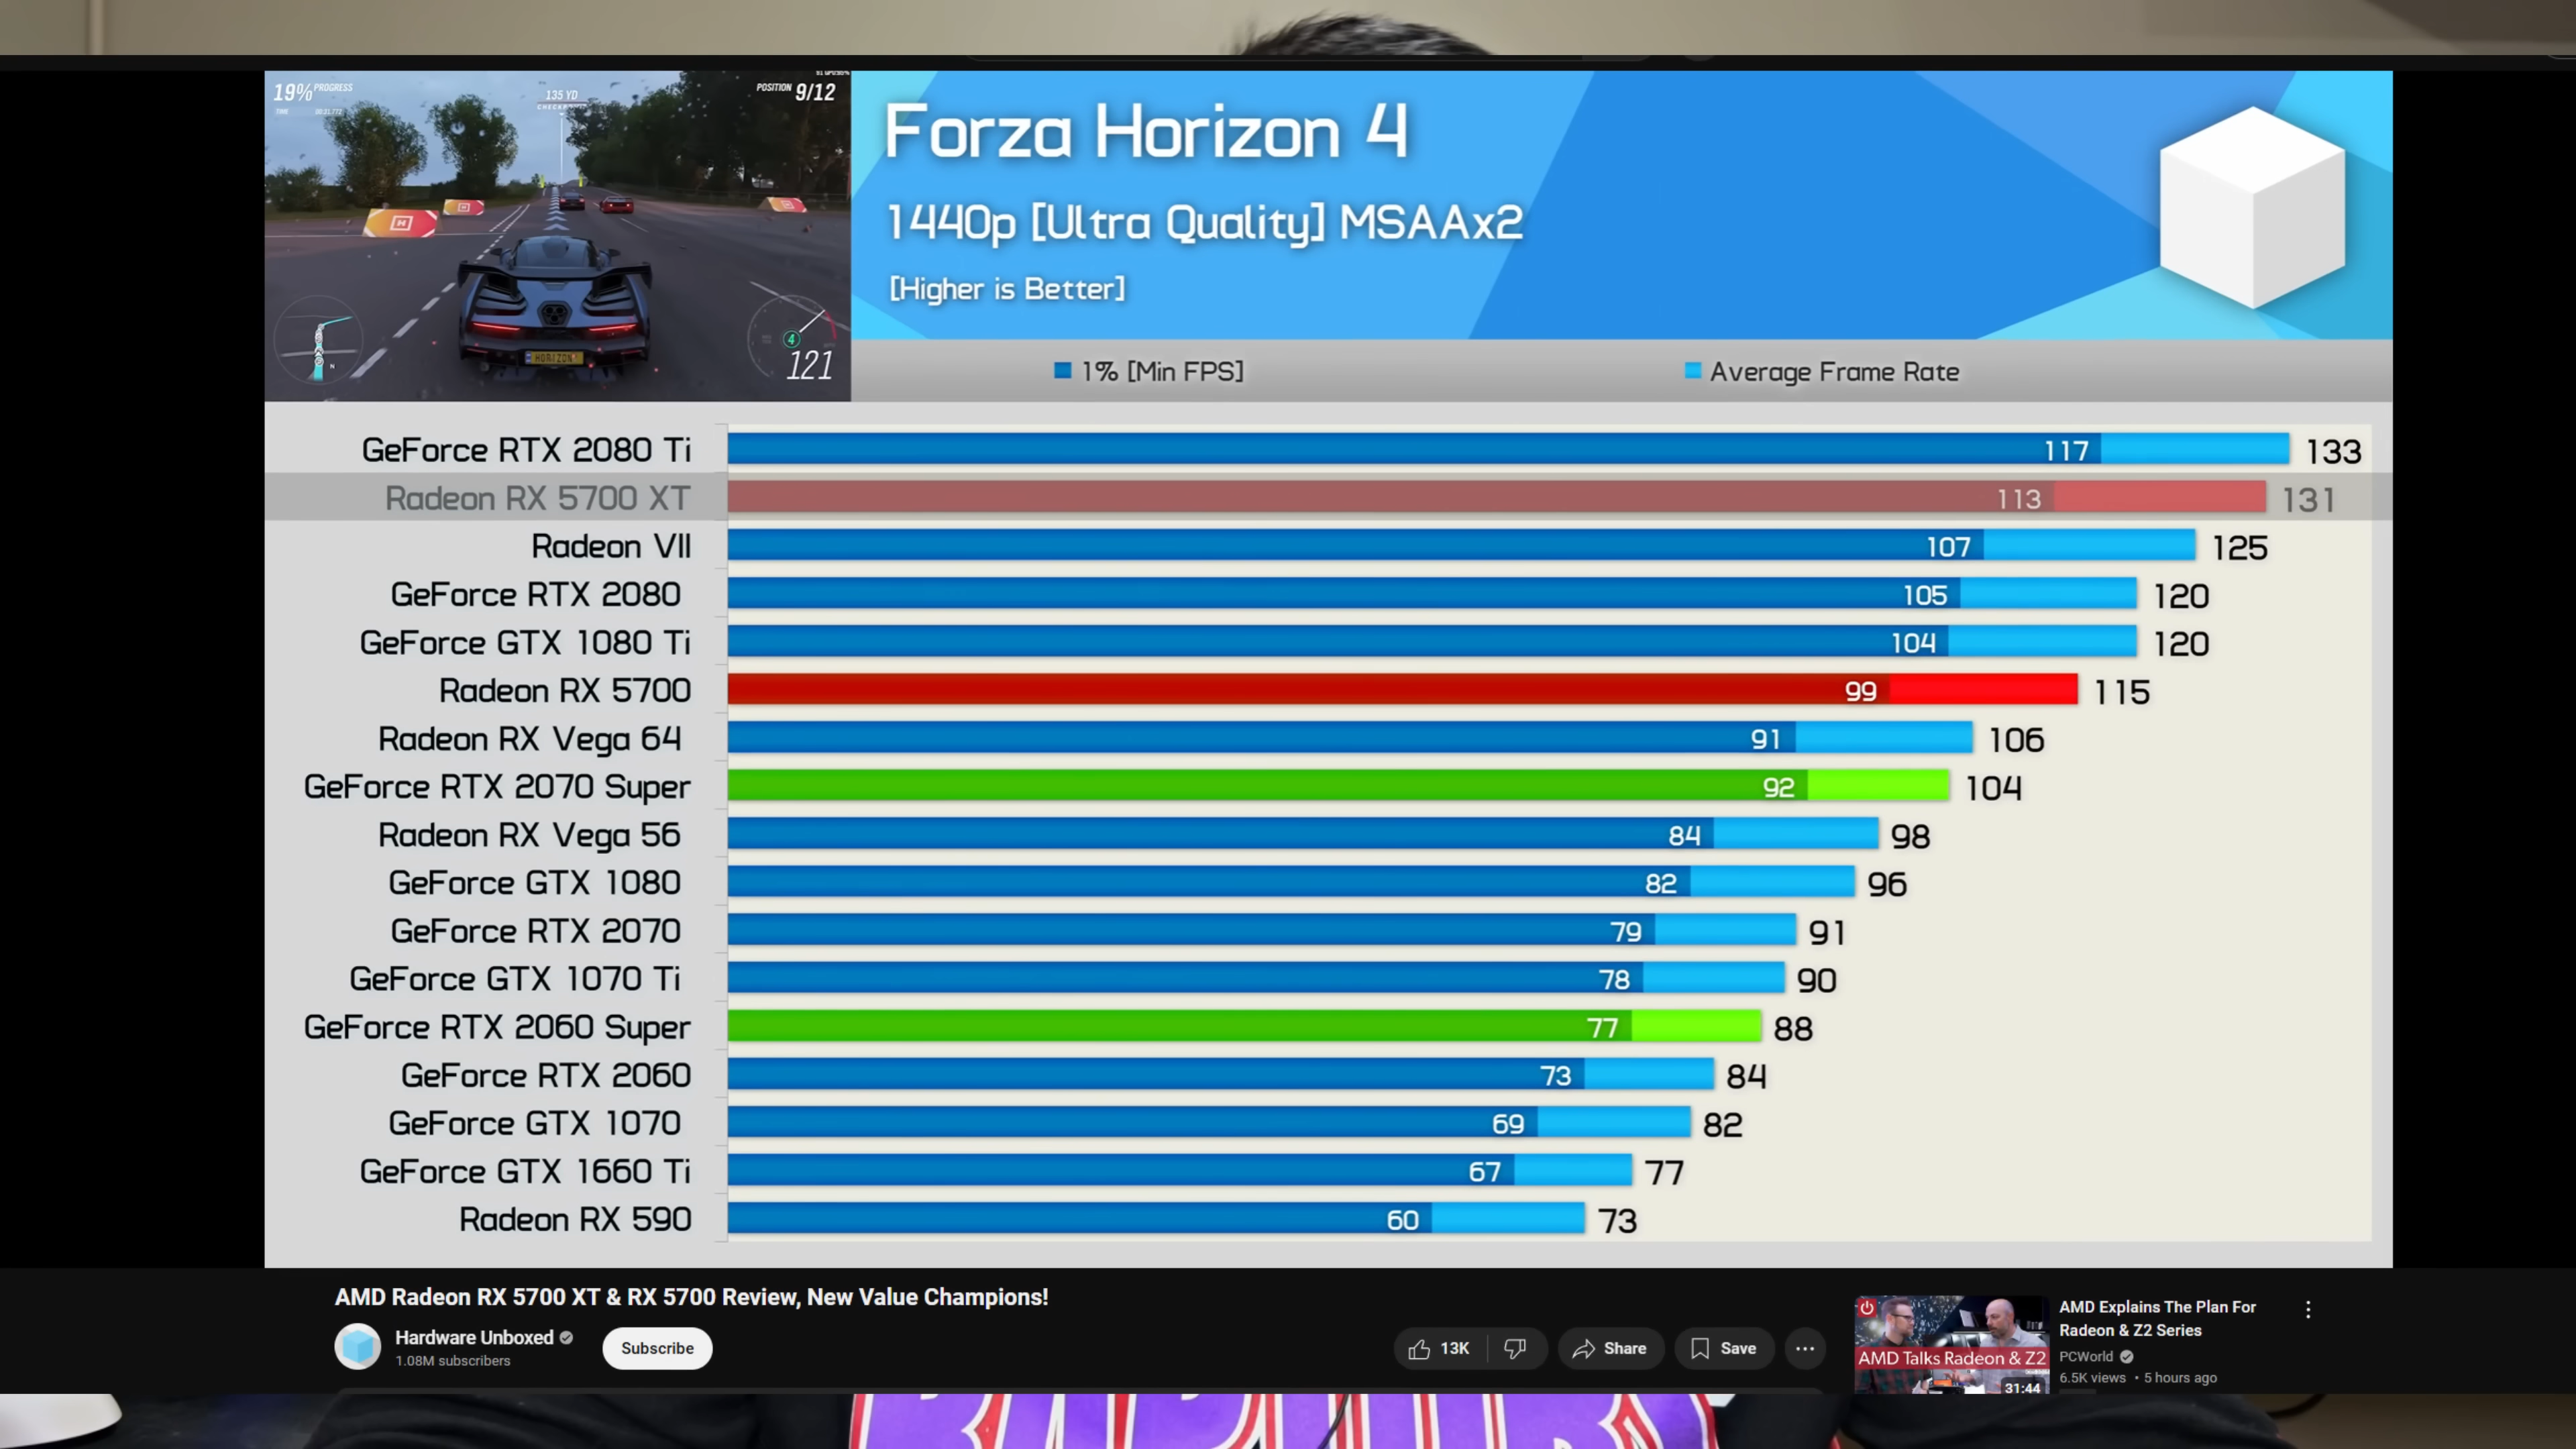 19% PROGRESS
135 YD
POSITION 9/12
HORIZON
N
4
121
Forza Horizon 4
1440p [Ultra Quality] MSAAx2
[Higher is Better]
1% [Min FPS]
Average Frame Rate
GeForce RTX 2080 Ti 117 133
Radeon RX 5700 XT 113 131
Radeon VII 107 125
GeForce RTX 2080 105 120
GeForce GTX 1080 Ti 104 120
Radeon RX 5700 99 115
Radeon RX Vega 64 91 106
GeForce RTX 2070 Super 92 104
Radeon RX Vega 56 84 98
GeForce GTX 1080 82 96
GeForce RTX 2070 79 91
GeForce GTX 1070 Ti 78 90
GeForce RTX 2060 Super 77 88
GeForce RTX 2060 73 84
GeForce GTX 1070 69 82
GeForce GTX 1660 Ti 67 77
Radeon RX 590 60 73
AMD Radeon RX 5700 XT & RX 5700 Review, New Value Champions!
Hardware Unboxed
1.08M subscribers
Subscribe
13K
Share
Save
AMD Talks Radeon & Z2
31:44
AMD Explains The Plan For
Radeon & Z2 Series
PCWorld
6.5K views • 5 hours ago